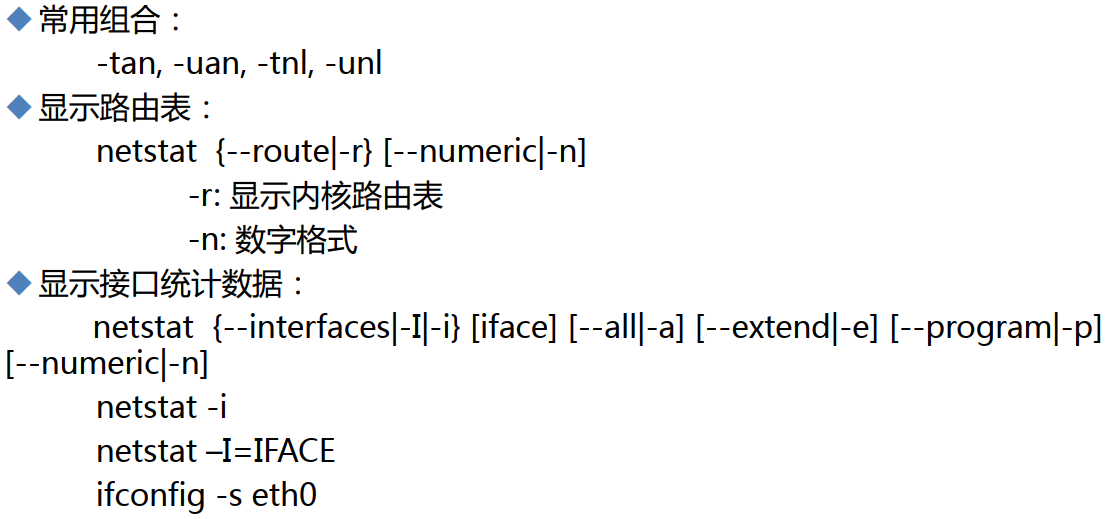 ◆ 常用组合：
-tan, -uan, -tnl, -unl
◆ 显示路由表：
netstat {--route|-r} [--numeric|-n]
-r: 显示内核路由表
-n: 数字格式
◆ 显示接口统计数据：
netstat {--interfaces|-I|-i} [iface] [--all|-a] [--extend|-e] [--program|-p]
[--numeric|-n]
netstat -i
netstat –I=IFACE
ifconfig -s eth0